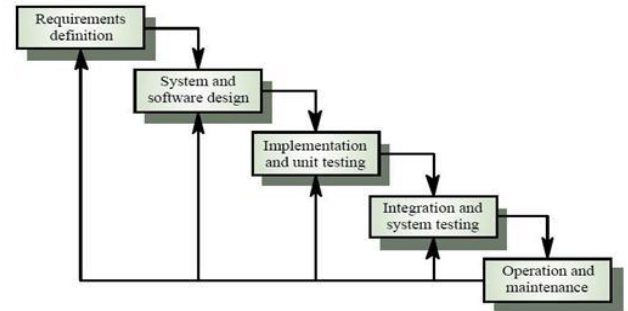 Requirements
definition
System and
software design
Implementation
and unit testing
Integration and
system testing
Operation and
maintenance